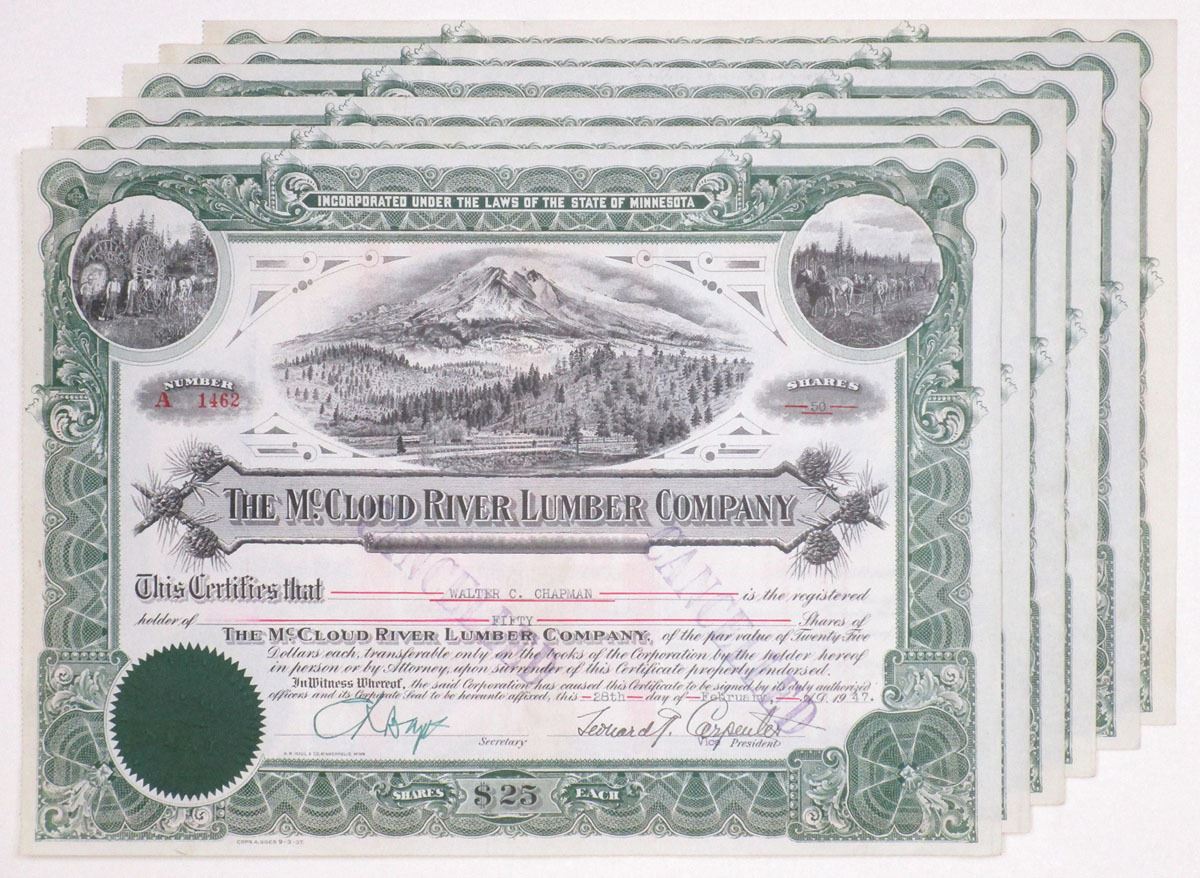 INCORPORATED UNDER THE LAWS OF THE STATE OF MINNESOTA
NUMBER
A 1462
SHARES
50
THE McCLOUD RIVER LUMBER COMPANY
CANCELLED CANCELLED
This Certifies that WALTER C. CHAPMAN is the registered
holder of FIFTY Shares of
THE McCLOUD RIVER LUMBER COMPANY, of the par value of Twenty Five
Dollars each, transferable only on the books of the Corporation by the holder hereof
in person or by Attorney, upon surrender of this Certificate properly endorsed.
In Witness Whereof, the said Corporation has caused this Certificate to be signed by its duly authorized
officers and its Corporate Seal to be hereunto affixed, this 28th day of February, A.D. 1947.
Leonard G. Carpenter
Secretary
Vice President
SHARES $25 EACH